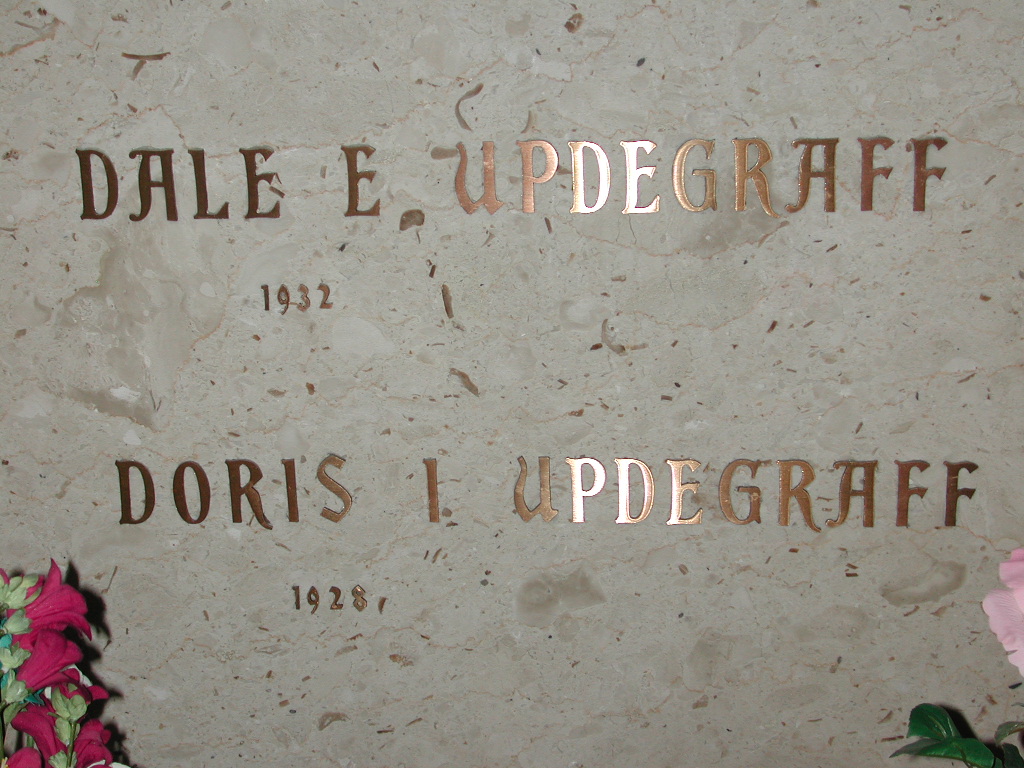 DALE E. UPDEGRAFF
1932
DORIS I. UPDEGRAFF
1928